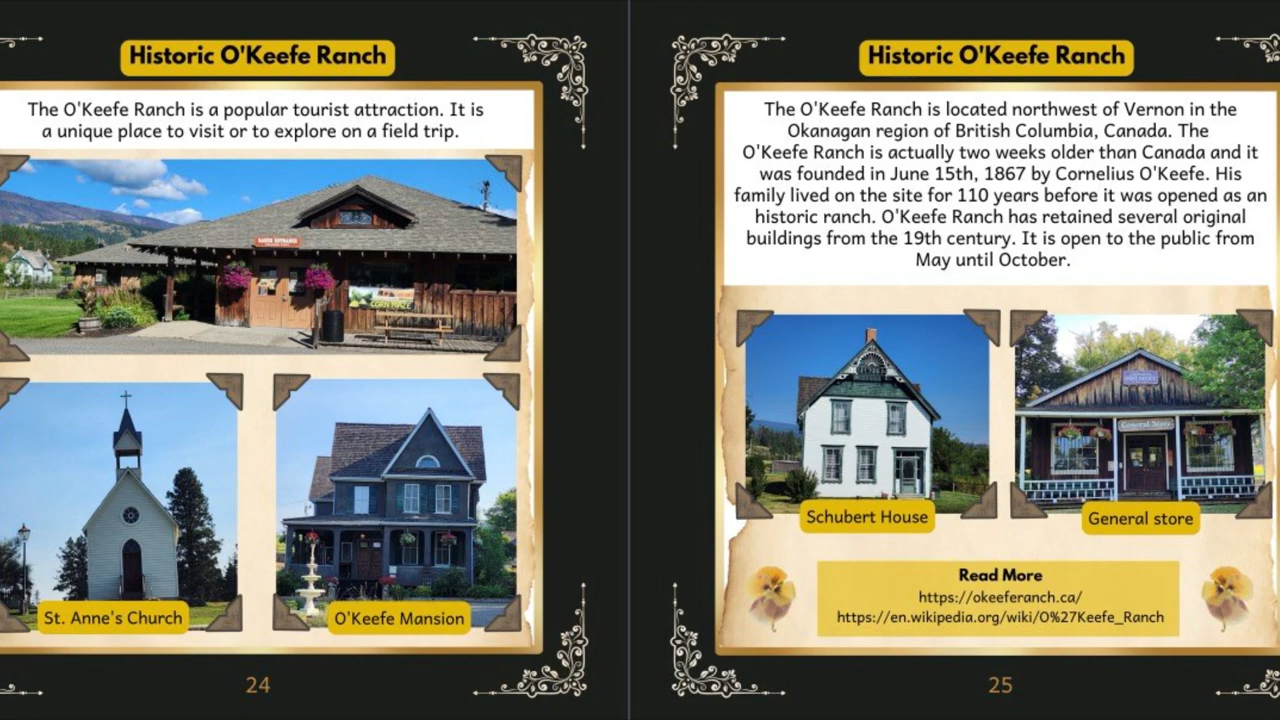 Historic O'Keefe Ranch
The O'Keefe Ranch is a popular tourist attraction. It is
a unique place to visit or to explore on a field trip.
St. Anne's Church
O'Keefe Mansion
24
Historic O'Keefe Ranch
The O'Keefe Ranch is located northwest of Vernon in the
Okanagan region of British Columbia, Canada. The
O'Keefe Ranch is actually two weeks older than Canada and it
was founded in June 15th, 1867 by Cornelius O'Keefe. His
family lived on the site for 110 years before it was opened as an
historic ranch. O'Keefe Ranch has retained several original
buildings from the 19th century. It is open to the public from
May until October.
General Store
Schubert House
General store
Read More
https://okeeferanch.ca/
https://en.wikipedia.org/wiki/O%27Keefe_Ranch
25